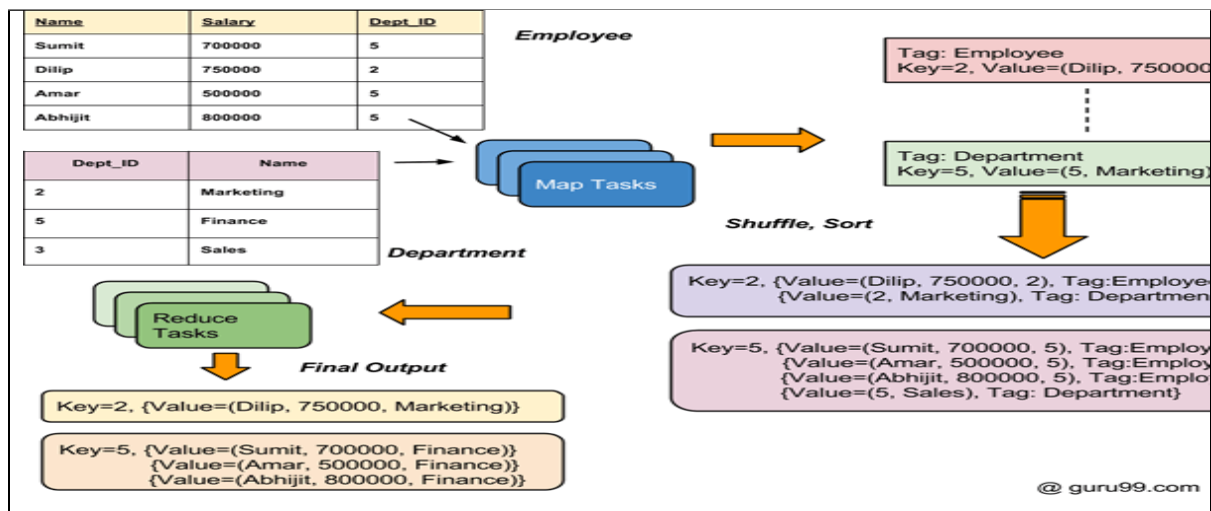 Name Salary Dept_ID
Sumit 700000 5
Dilip 750000 2
Amar 500000 5
Abhijit 800000 5
Employee
Tag: Employee
Key=2, Value=(Dilip, 750000
Dept_ID Name
2 Marketing
5 Finance
3 Sales
Department
Map Tasks
Tag: Department
Key=5, Value=(5, Marketing)
Shuffle, Sort
Key=2, {Value=(Dilip, 750000, 2), Tag:Employee
{Value=(2, Marketing), Tag: Departmen
Key=5, {Value=(Sumit, 700000, 5), Tag:Employ
{Value=(Amar, 500000, 5), Tag:Employ
{Value=(Abhijit, 800000, 5), Tag:Emplo
{Value=(5, Sales), Tag: Department}
Reduce
Tasks
Final Output
Key=2, {Value=(Dilip, 750000, Marketing)}
Key=5, {Value=(Sumit, 700000, Finance)}
{Value=(Amar, 500000, Finance)}
{Value=(Abhijit, 800000, Finance)}
@ guru99.com